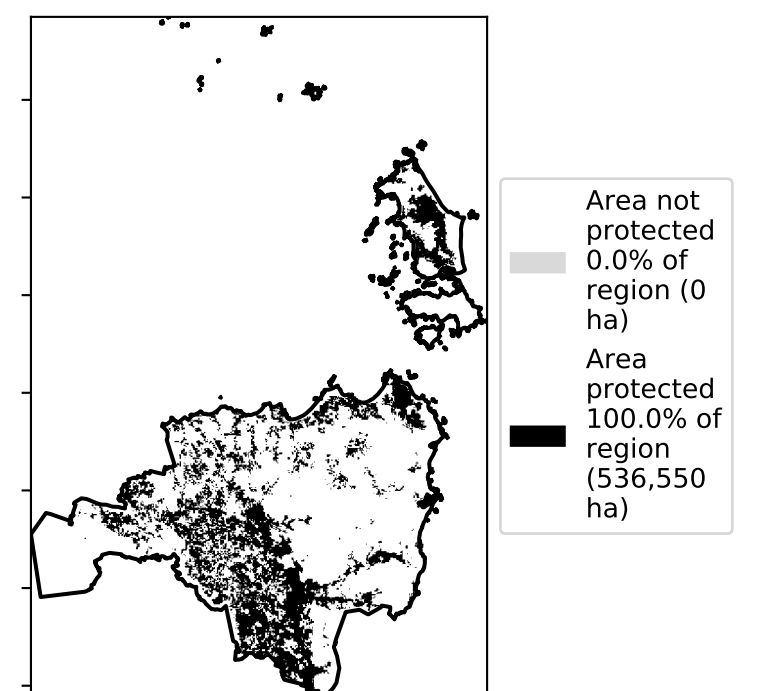 Area not
protected
0.0% of
region (0
ha)
Area
protected
100.0% of
region
(536,550
ha)